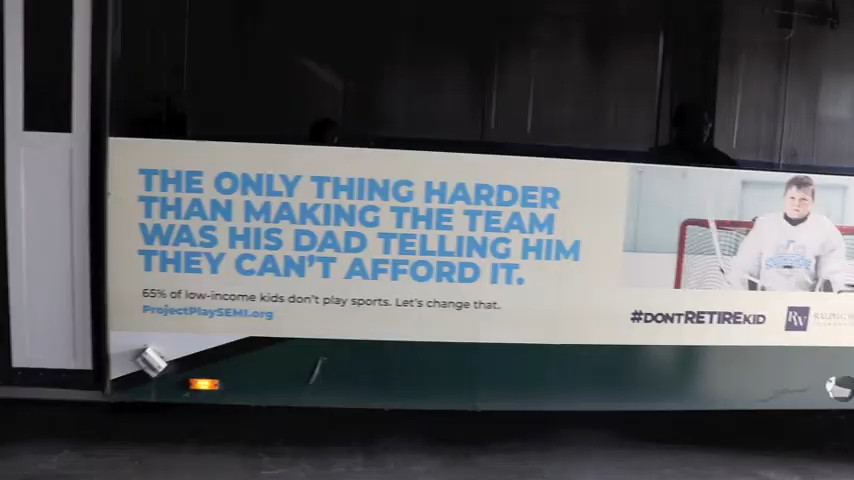 THE ONLY THING HARDER
THAN MAKING THE TEAM
WAS HIS DAD TELLING HIM
THEY CAN'T AFFORD IT.
65% of low-income kids don't play sports. Let's change that.
ProjectPlaySEMI.org
#DONTRETIREKID
RW